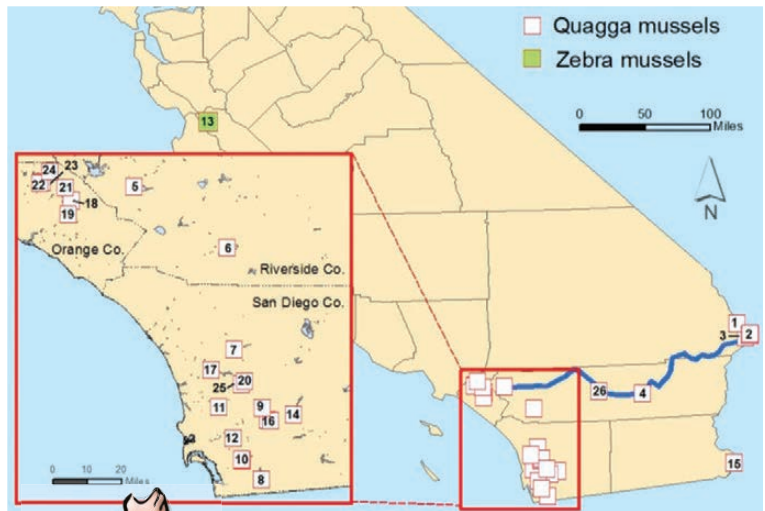 Quagga mussels
Zebra mussels
0 50 100
Miles
N
13
24 23
22 21
5
18
19
6
Orange Co.
Riverside Co.
San Diego Co.
7
17
25 20
11
9
16
14
12
10
8
0 10 20
Miles
1
3 2
26 4
15